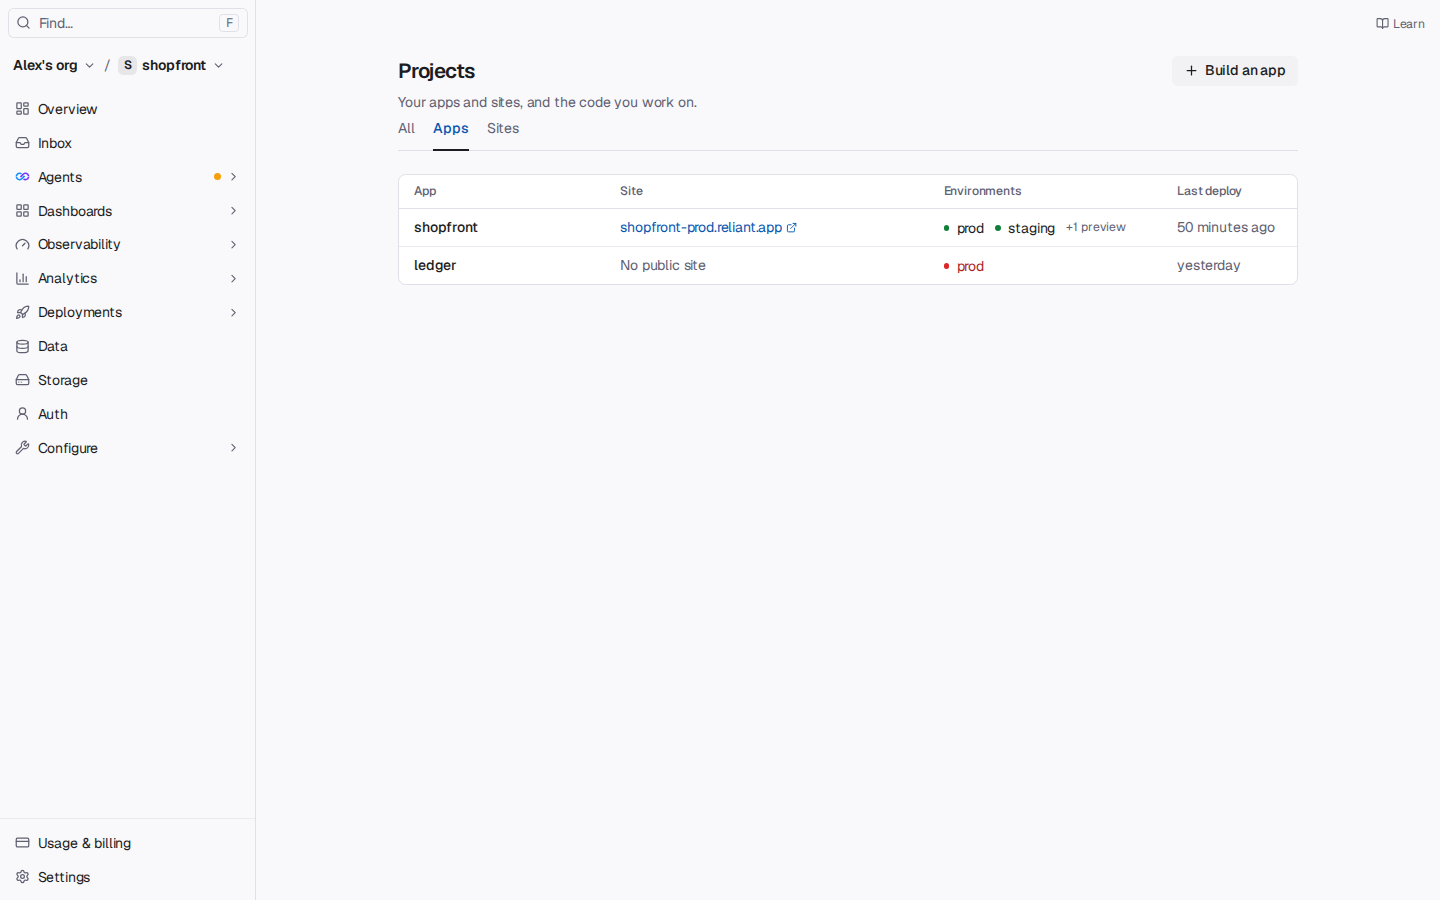 Find...
F
Learn
Alex's org / S shopfront
Overview
Inbox
Agents
Dashboards
Observability
Analytics
Deployments
Data
Storage
Auth
Configure
Usage & billing
Settings
Projects
Build an app
Your apps and sites, and the code you work on.
All Apps Sites
App Site Environments Last deploy
shopfront shopfront-prod.reliant.app prod staging +1 preview 50 minutes ago
ledger No public site prod yesterday